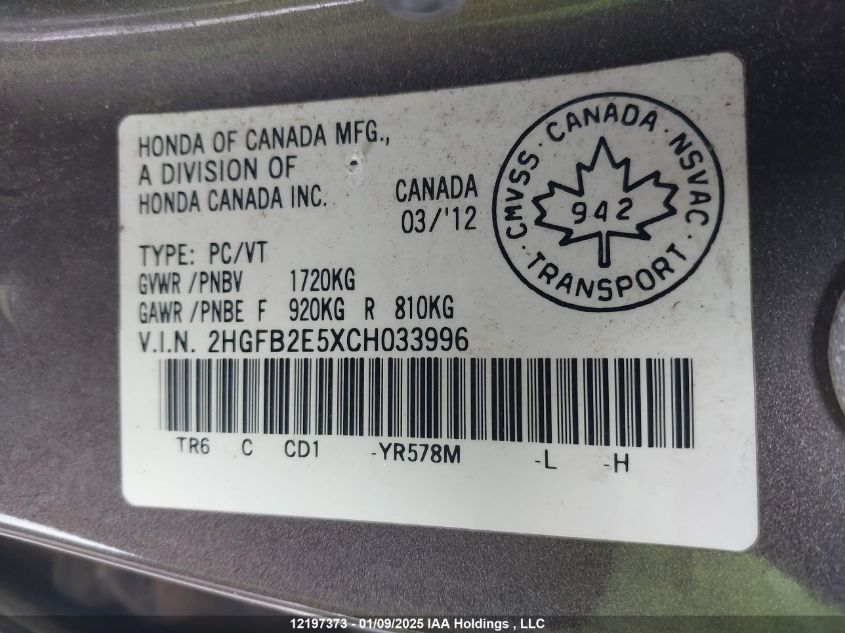 HONDA OF CANADA MFG.,
A DIVISION OF
HONDA CANADA INC.
CANADA
03/'12
CMVSS · CANADA · NSVAC · TRANSPORT ·
942
TYPE: PC/VT
GVWR /PNBV 1720KG
GAWR /PNBE F 920KG R 810KG
V.I.N. 2HGFB2E5XCH033996
TR6 C CD1 -YR578M -L -H
12197373 - 01/09/2025 IAA Holdings , LLC